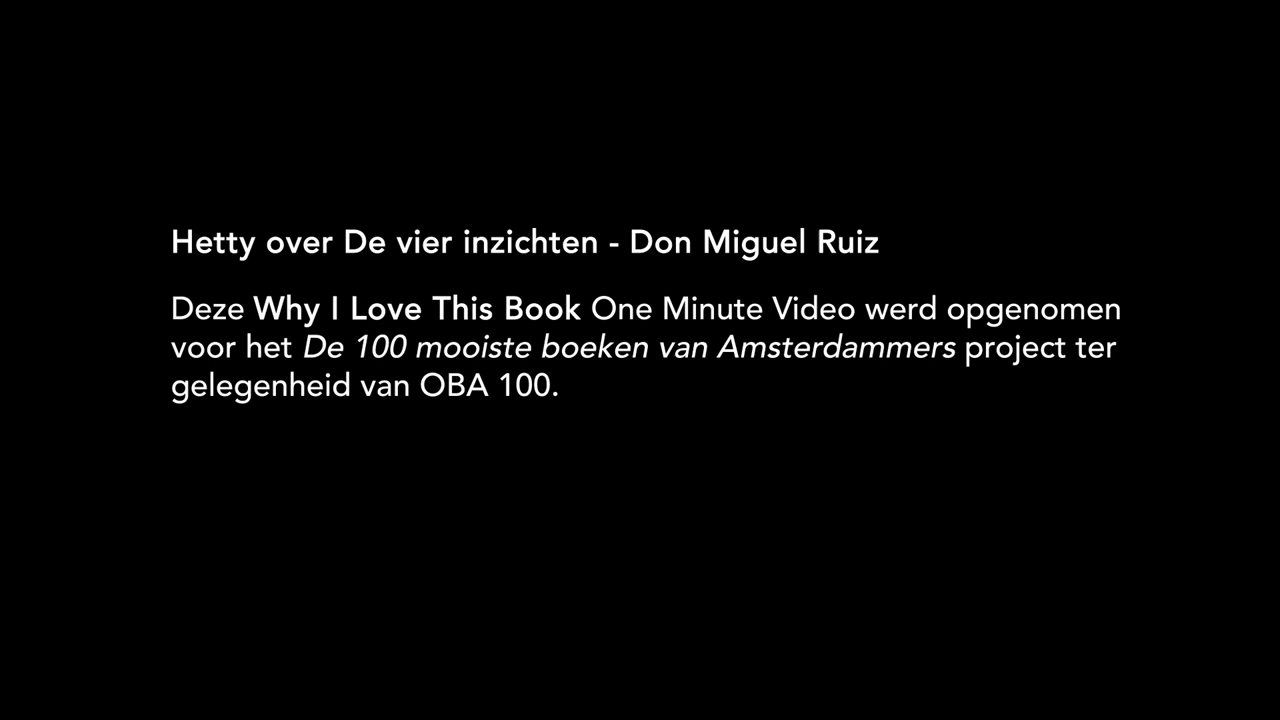 Hetty over De vier inzichten - Don Miguel Ruiz
Deze Why I Love This Book One Minute Video werd opgenomen
voor het De 100 mooiste boeken van Amsterdammers project ter
gelegenheid van OBA 100.